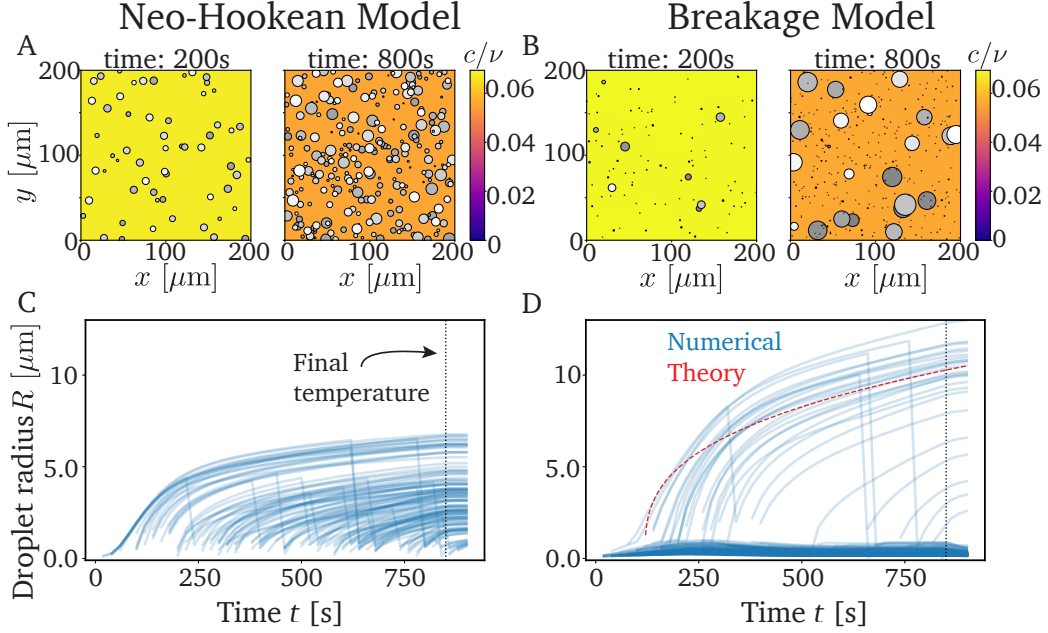 Neo-Hookean Model
Breakage Model
A
time: 200s
time: 800s
c/ν
B
time: 200s
time: 800s
c/ν
200
100
0
y [μm]
0 100 200
x [μm]
0 100 200
x [μm]
0.06
0.04
0.02
0
200
100
0
0 100 200
x [μm]
0 100 200
x [μm]
0.06
0.04
0.02
0
C
Final
temperature
10
5.0
0.0
Droplet radius R [μm]
0 250 500 750
Time t [s]
D
Numerical
Theory
10
5.0
0.0
0 250 500 750
Time t [s]